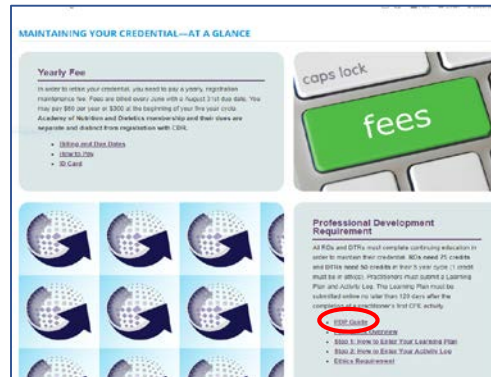 MAINTAINING YOUR CREDENTIAL—AT A GLANCE
Yearly Fee
In order to retain your credential, you need to pay a yearly, registration
maintenance fee. Fees are billed every June with a August 31st due date. You
may pay $60 per year or $300 at the beginning of your five year cycle.
Academy of Nutrition and Dietetics membership and their dues are
separate and distinct from registration with CDR.
Billing and Due Dates
How to Pay
ID Card
caps lock
fees
Professional Development
Requirement
All RDs and DTRs must complete continuing education in
order to maintain their credential. RDs need 75 credits
and DTRs need 50 credits in their 5 year cycle (1 credit
must be in ethics). Practitioners must submit a Learning
Plan and Activity Log. The Learning Plan must be
submitted online no later than 120 days after the
completion of a practitioner's first CPE activity.
PDP Guide
Overview
Step 1: How to Enter Your Learning Plan
Step 2: How to Enter Your Activity Log
Ethics Requirement